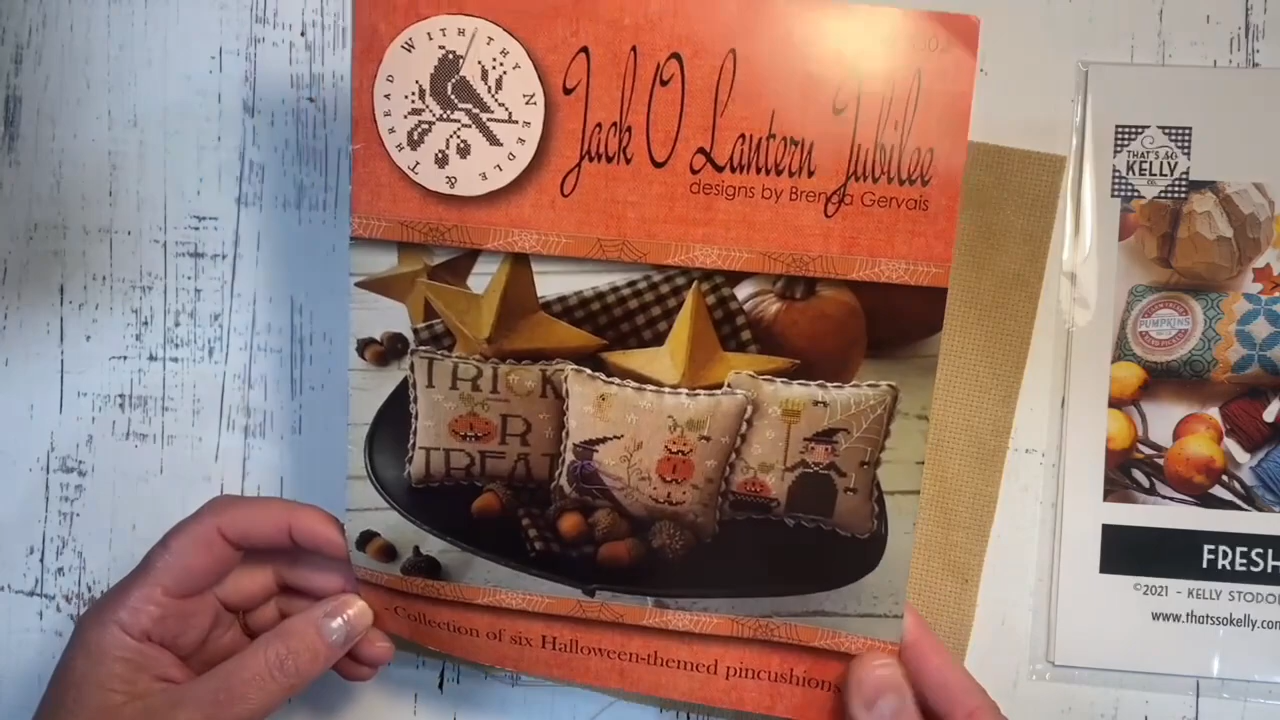 WITH THY NEEDLE & THREAD
Jack O Lantern Jubilee
designs by Brenda Gervais
TRICK
OR
TREAT
- Collection of six Halloween-themed pincushions
THAT'S SO
KELLY
CO.
PUMPKINS
FRESH
©2021 - KELLY STODO
www.thatssokelly.com